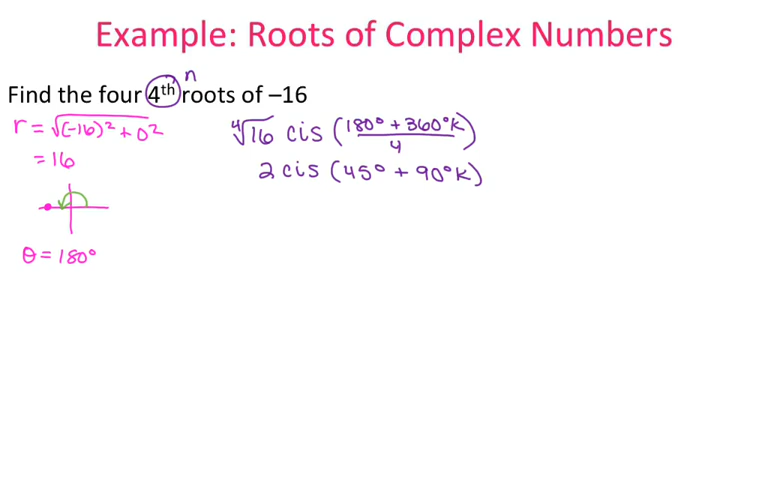 Example: Roots of Complex Numbers
n
Find the four 4th roots of –16
r = √(-16)² + 0²
= 16
θ = 180°
∜16 cis (180° + 360°k / 4)
2 cis (45° + 90°k)